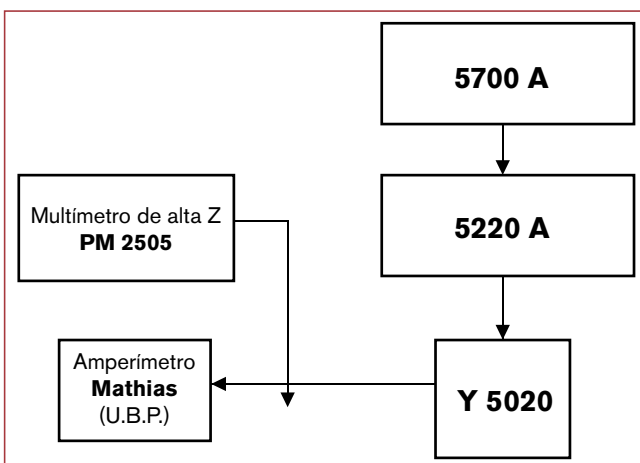 5700 A
5220 A
Multímetro de alta Z
PM 2505
Amperímetro
Mathias
(U.B.P.)
Y 5020